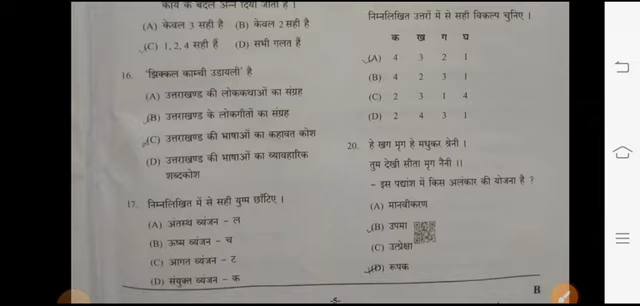 कार्य के बदले अन्न दिया जाता है ।
(A) केवल 3 सही है (B) केवल 2 सही है
(C) 1, 2, 4 सही हैं (D) सभी गलत हैं
16. 'झिक्कल काम्ची उडायली' है
(A) उत्तराखण्ड की लोककथाओं का संग्रह
(B) उत्तराखण्ड के लोकगीतों का संग्रह
(C) उत्तराखण्ड की भाषाओं का कहावत कोश
(D) उत्तराखण्ड की भाषाओं का व्यावहारिक
शब्दकोश
17. निम्नलिखित में से सही युग्म छाँटिए ।
(A) अंतस्थ व्यंजन – ल
(B) ऊष्म व्यंजन – च
(C) आगत व्यंजन – ट
(D) संयुक्त व्यंजन – क
निम्नलिखित उत्तरों में से सही विकल्प चुनिए ।
क ख ग घ
(A) 4 3 2 1
(B) 4 2 3 1
(C) 2 3 1 4
(D) 2 4 3 1
20. हे खग मृग हे मधुकर श्रेनी ।
तुम देखी सीता मृग नैनी ।।
– इस पद्यांश में किस अलंकार की योजना है ?
(A) मानवीकरण
(B) उपमा
(C) उत्प्रेक्षा
(D) रूपक
-5-
B